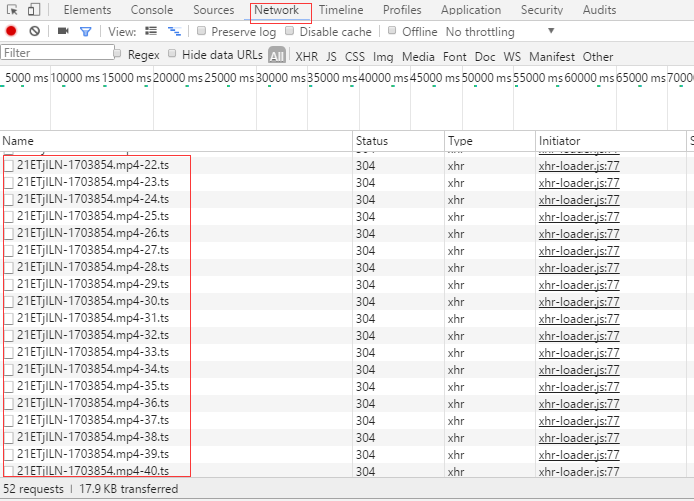 Elements Console Sources Network Timeline Profiles Application Security Audits
View: Preserve log Disable cache Offline No throttling
Filter Regex Hide data URLs All XHR JS CSS Img Media Font Doc WS Manifest Other
5000 ms 10000 ms 15000 ms 20000 ms 25000 ms 30000 ms 35000 ms 40000 ms 45000 ms 50000 ms 55000 ms 60000 ms 65000 ms 70000
Name Status Type Initiator S
21ETjILN-1703854.mp4-22.ts 304 xhr xhr-loader.js:77
21ETjILN-1703854.mp4-23.ts 304 xhr xhr-loader.js:77
21ETjILN-1703854.mp4-24.ts 304 xhr xhr-loader.js:77
21ETjILN-1703854.mp4-25.ts 304 xhr xhr-loader.js:77
21ETjILN-1703854.mp4-26.ts 304 xhr xhr-loader.js:77
21ETjILN-1703854.mp4-27.ts 304 xhr xhr-loader.js:77
21ETjILN-1703854.mp4-28.ts 304 xhr xhr-loader.js:77
21ETjILN-1703854.mp4-29.ts 304 xhr xhr-loader.js:77
21ETjILN-1703854.mp4-30.ts 304 xhr xhr-loader.js:77
21ETjILN-1703854.mp4-31.ts 304 xhr xhr-loader.js:77
21ETjILN-1703854.mp4-32.ts 304 xhr xhr-loader.js:77
21ETjILN-1703854.mp4-33.ts 304 xhr xhr-loader.js:77
21ETjILN-1703854.mp4-34.ts 304 xhr xhr-loader.js:77
21ETjILN-1703854.mp4-35.ts 304 xhr xhr-loader.js:77
21ETjILN-1703854.mp4-36.ts 304 xhr xhr-loader.js:77
21ETjILN-1703854.mp4-37.ts 304 xhr xhr-loader.js:77
21ETjILN-1703854.mp4-38.ts 304 xhr xhr-loader.js:77
21ETjILN-1703854.mp4-39.ts 304 xhr xhr-loader.js:77
21ETjILN-1703854.mp4-40.ts 304 xhr xhr-loader.js:77
52 requests | 17.9 KB transferred